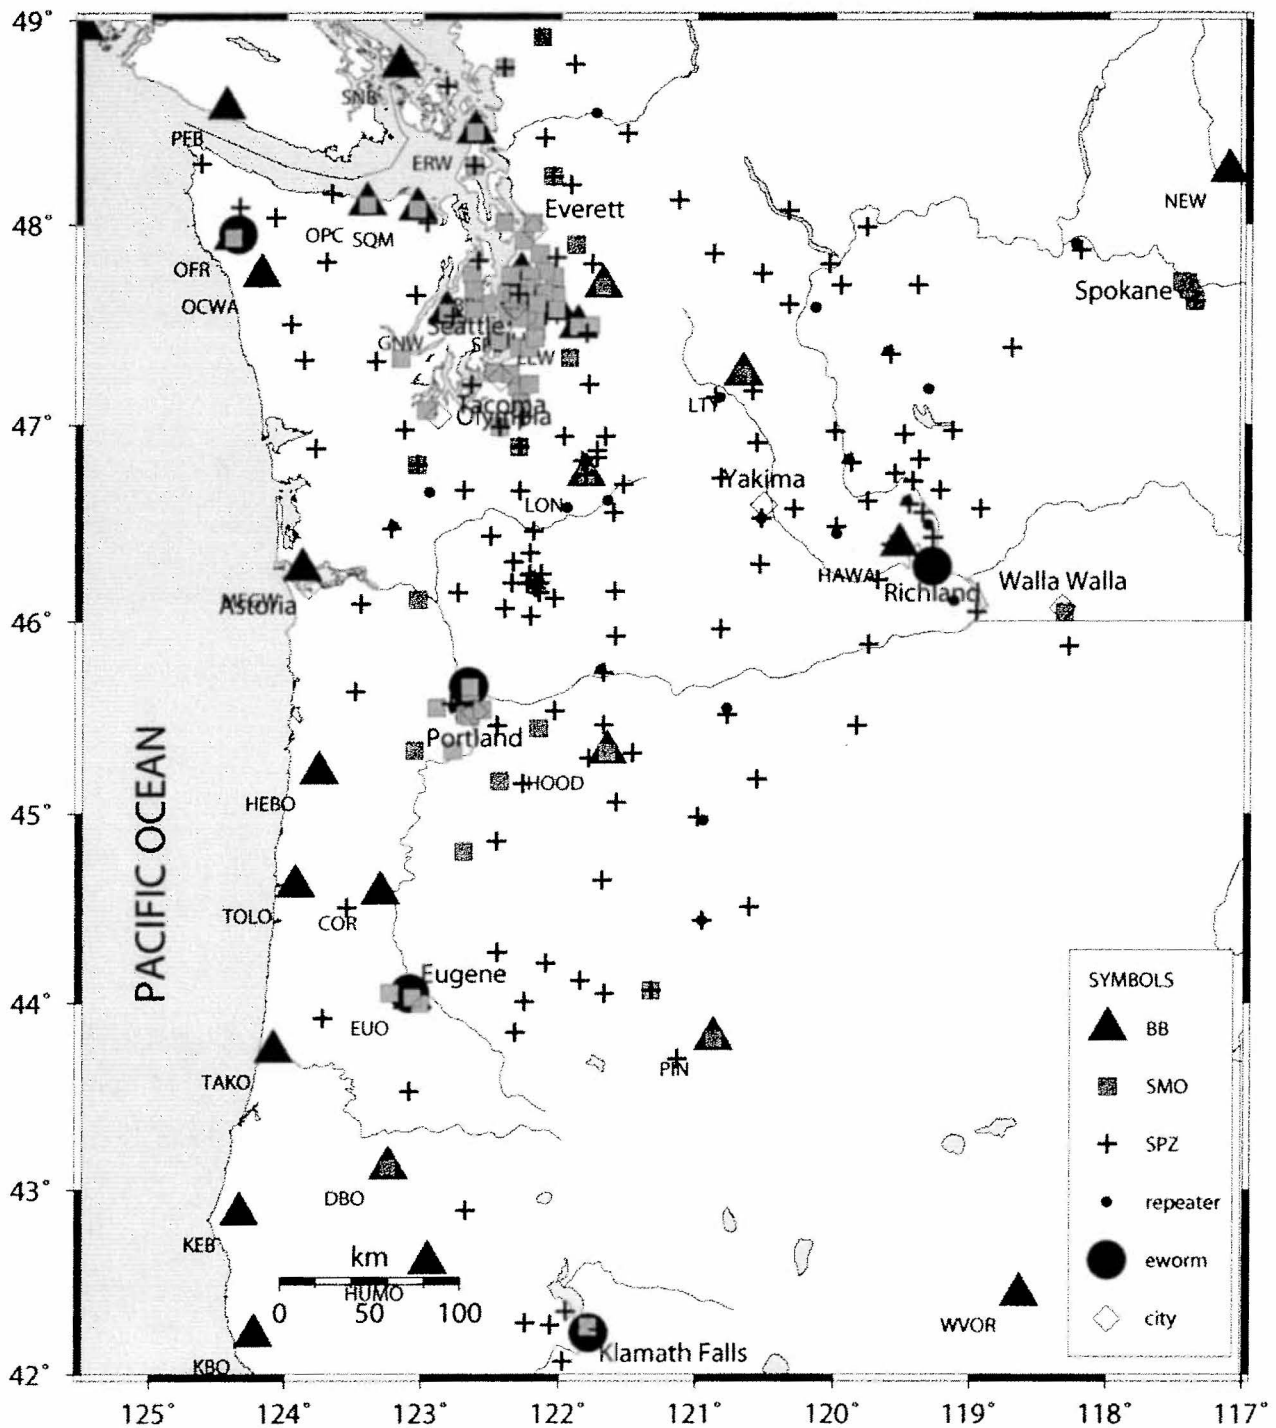 49°
SNB
PEB
ERW
Everett
NEW
48°
OPC
SQM
OFR
OCWA
Spokane
Seattle
GNW
LTY
Tacoma
Olympia
47°
Yakima
LON
HAWA
Richland
Walla Walla
Astoria
46°
PACIFIC OCEAN
Portland
HOOD
HEBO
45°
TOLO
COR
Eugene
44°
EUO
PIN
TAKO
43°
DBO
KEB
km
0 50 100
HUMO
WVOR
KBO
Klamath Falls
42°
SYMBOLS
BB
SMO
SPZ
repeater
eworm
city
125°
124°
123°
122°
121°
120°
119°
118°
117°